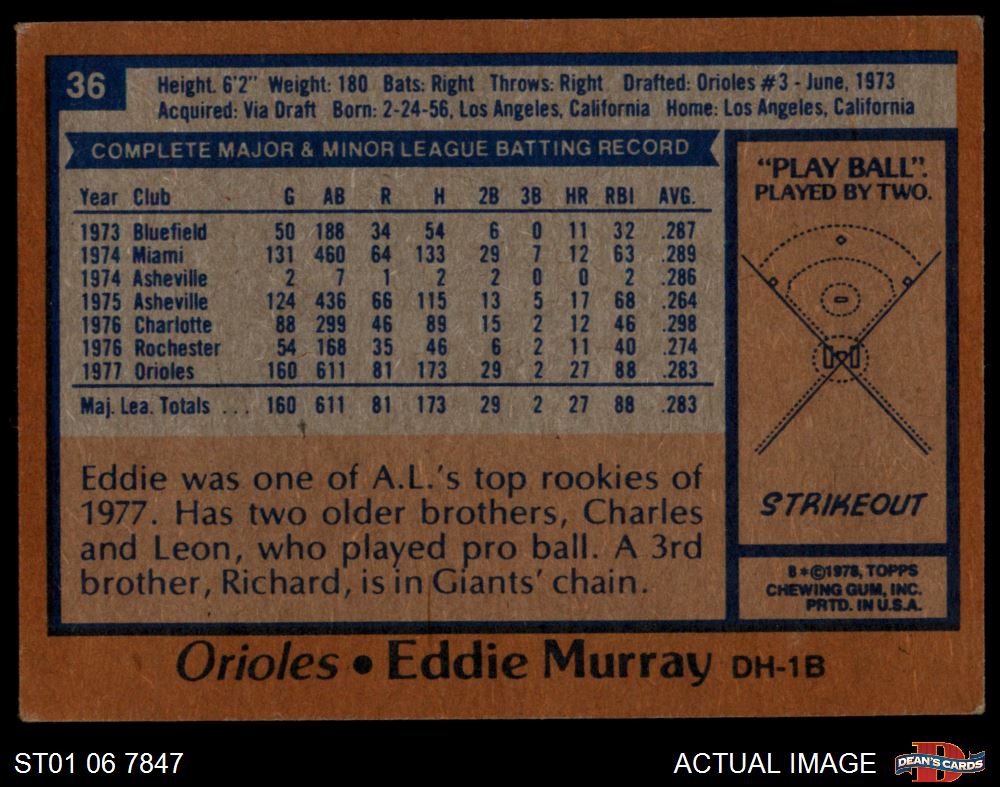 36
Height. 6'2" Weight: 180 Bats: Right Throws: Right Drafted: Orioles #3 - June, 1973
Acquired: Via Draft Born: 2-24-56, Los Angeles, California Home: Los Angeles, California
COMPLETE MAJOR & MINOR LEAGUE BATTING RECORD
Year Club G AB R H 2B 3B HR RBI AVG.
1973 Bluefield 50 188 34 54 6 0 11 32 .287
1974 Miami 131 460 64 133 29 7 12 63 .289
1974 Asheville 2 7 1 2 2 0 0 2 .286
1975 Asheville 124 436 66 115 13 5 17 68 .264
1976 Charlotte 88 299 46 89 15 2 12 46 .298
1976 Rochester 54 168 35 46 6 2 11 40 .274
1977 Orioles 160 611 81 173 29 2 27 88 .283
Maj. Lea. Totals ... 160 611 81 173 29 2 27 88 .283
Eddie was one of A.L.'s top rookies of
1977. Has two older brothers, Charles
and Leon, who played pro ball. A 3rd
brother, Richard, is in Giants' chain.
"PLAY BALL".
PLAYED BY TWO.
STRIKEOUT
B*©1978, TOPPS
CHEWING GUM, INC.
PRTD. IN U.S.A.
Orioles • Eddie Murray DH-1B
ST01 06 7847
ACTUAL IMAGE
D
DEAN'S CARDS